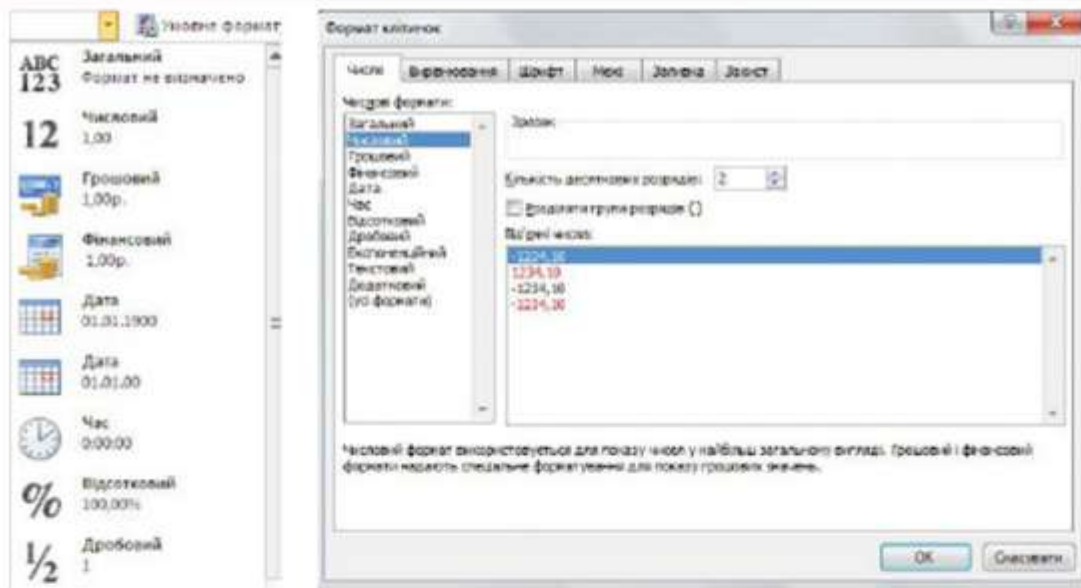 Умовне формат
ABC
123
Загальний
Формат не визначено
12
Числовий
1,00
Грошовий
1,00р.
Фінансовий
1,00р.
Дата
01.01.1900
Дата
01.01.00
Час
0:00:00
%
Відсотковий
100,00%
1/2
Дробовий
1
Формат клітинок
Число
Вирівнювання
Шрифт
Межі
Заливка
Захист
Числові формати:
Загальний
Числовий
Грошовий
Фінансовий
Дата
Час
Відсотковий
Дробовий
Експоненційний
Текстовий
Додатковий
(усі формати)
Зразок
Кількість десяткових розрядів: 2
Розділяти групи розрядів ()
Від'ємні числа:
-1234,10
1234,10
-1234,10
-1234,10
Числовий формат використовується для показу чисел у найбільш загальному вигляді. Грошовий і фінансовий
формати надають спеціальне форматування для показу грошових значень.
OK
Скасувати